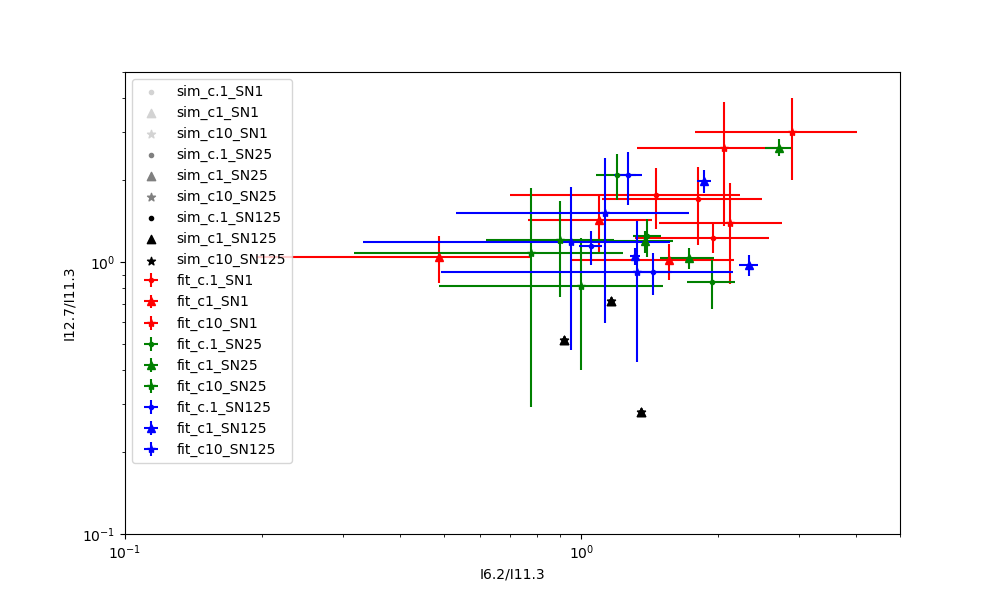 sim_c.1_SN1
sim_c1_SN1
sim_c10_SN1
sim_c.1_SN25
sim_c1_SN25
sim_c10_SN25
sim_c.1_SN125
sim_c1_SN125
sim_c10_SN125
fit_c.1_SN1
fit_c1_SN1
fit_c10_SN1
fit_c.1_SN25
fit_c1_SN25
fit_c10_SN25
fit_c.1_SN125
fit_c1_SN125
fit_c10_SN125
I12.7/I11.3
10⁰
10⁻¹
10⁻¹ 10⁰
I6.2/I11.3